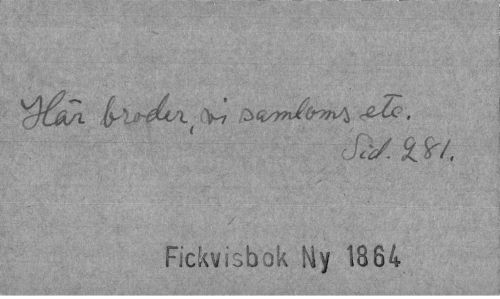 Här broder, vi samloms etc.
Sid. 281.
Fickvisbok Ny 1864